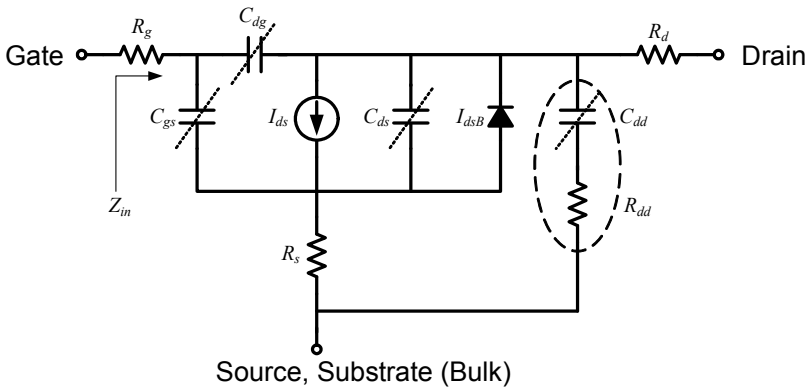 C_dg
R_g
R_d
Gate
Drain
C_gs
I_ds
C_ds
I_dsB
C_dd
Z_in
R_dd
R_s
Source, Substrate (Bulk)